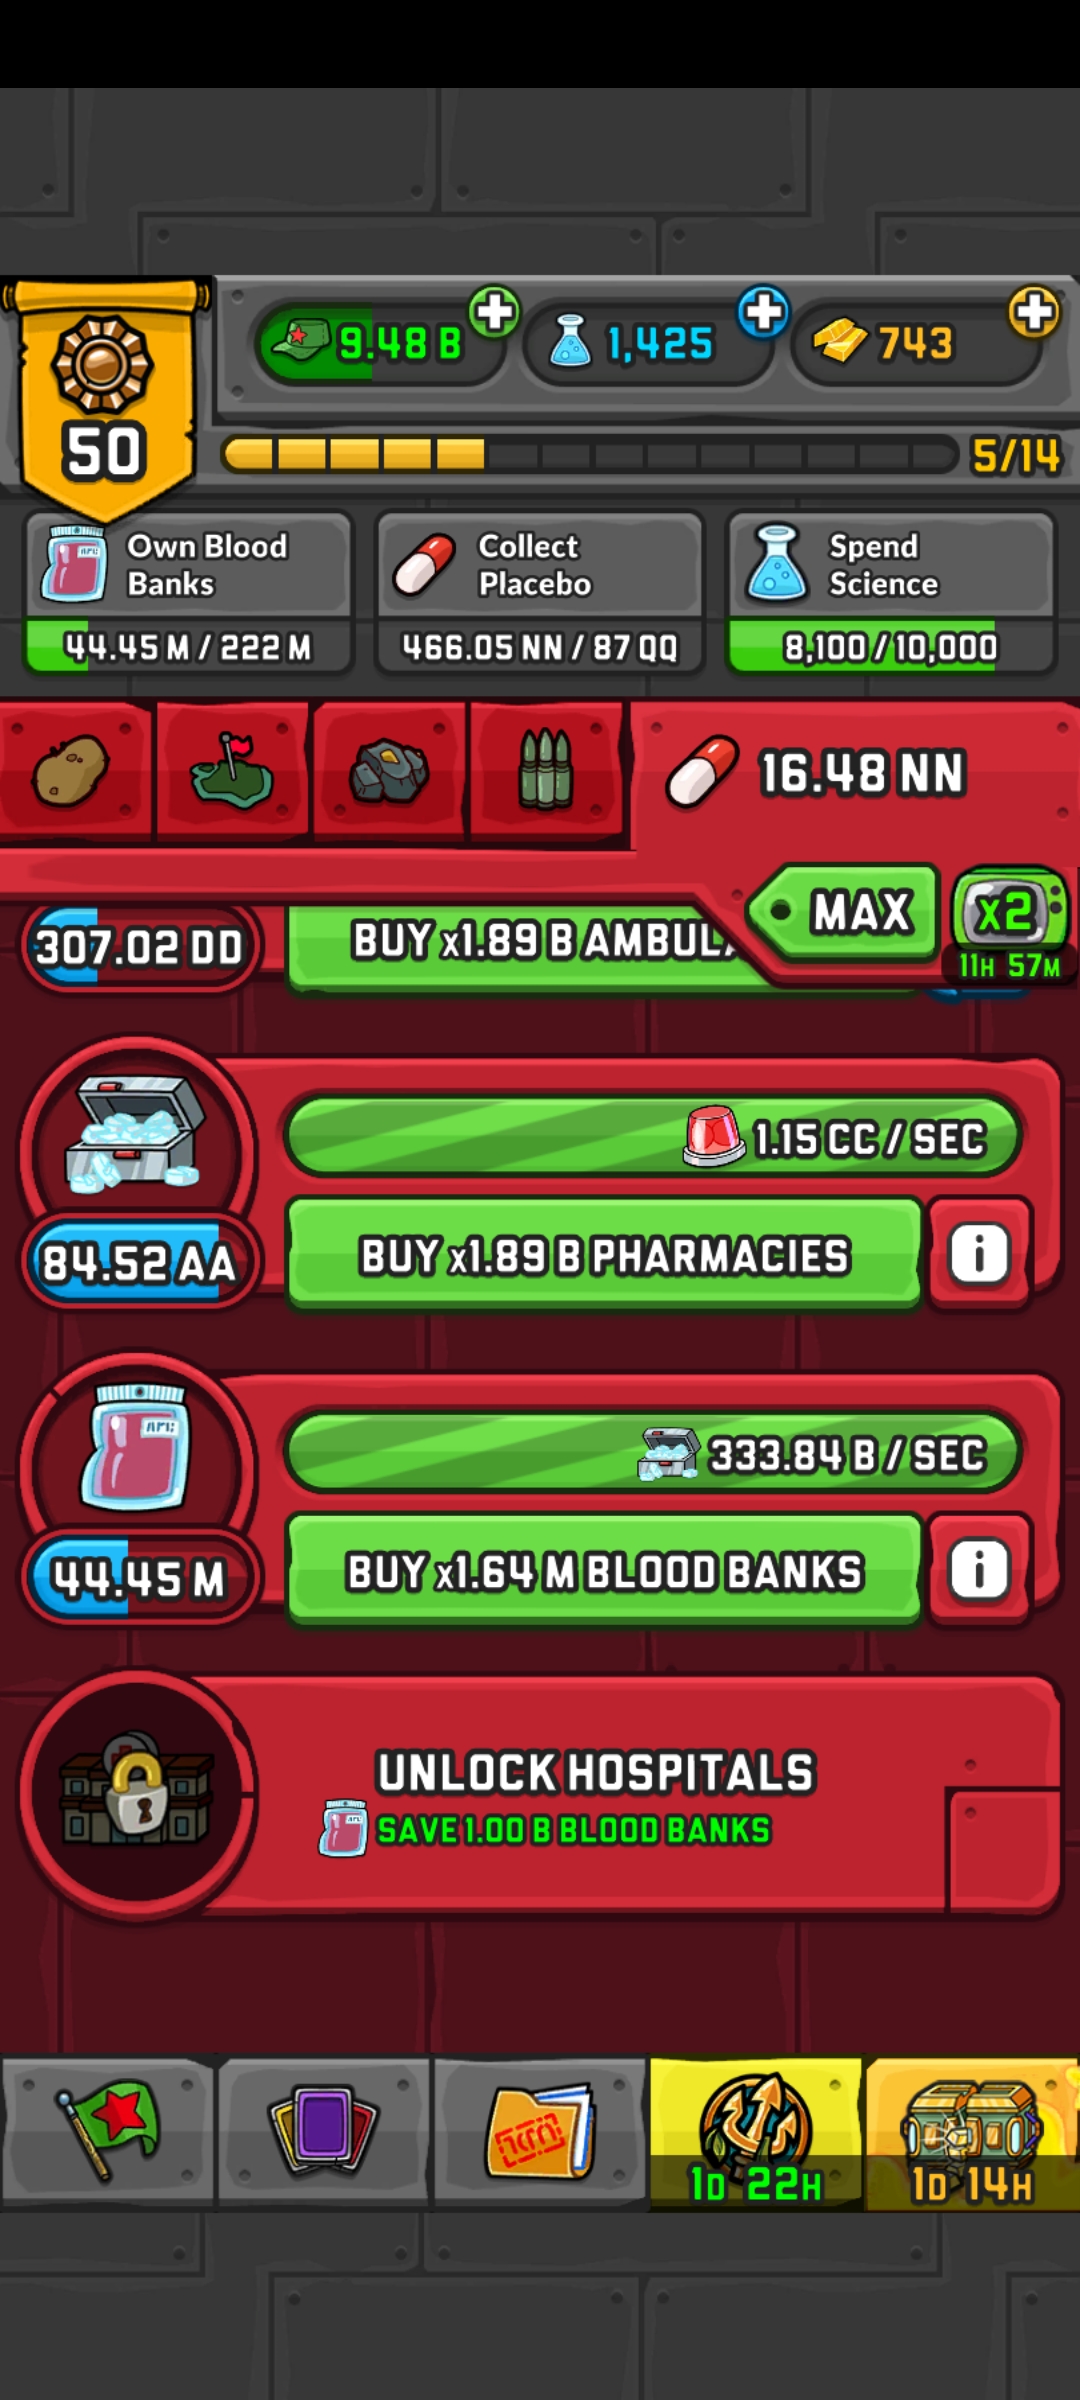 9.48 B
1,425
743
50
5/14
Own Blood
Banks
Collect
Placebo
Spend
Science
44.45 M / 222 M
466.05 NN / 87 QQ
8,100 / 10,000
16.48 NN
MAX
x2
11H 57M
307.02 DD
BUY x1.89 B AMBUL
1.15 CC / SEC
84.52 AA
BUY x1.89 B PHARMACIES
i
333.84 B / SEC
44.45 M
BUY x1.64 M BLOOD BANKS
i
UNLOCK HOSPITALS
SAVE 1.00 B BLOOD BANKS
1D 22H
1D 14H